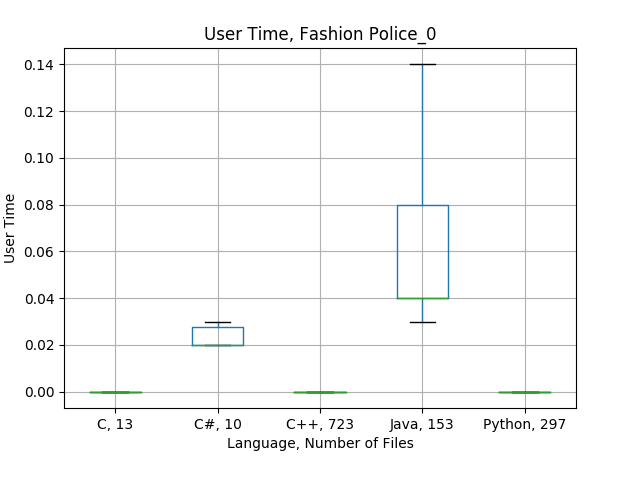 User Time, Fashion Police_0
User Time
0.14
0.12
0.10
0.08
0.06
0.04
0.02
0.00
C, 13
C#, 10
C++, 723
Java, 153
Python, 297
Language, Number of Files